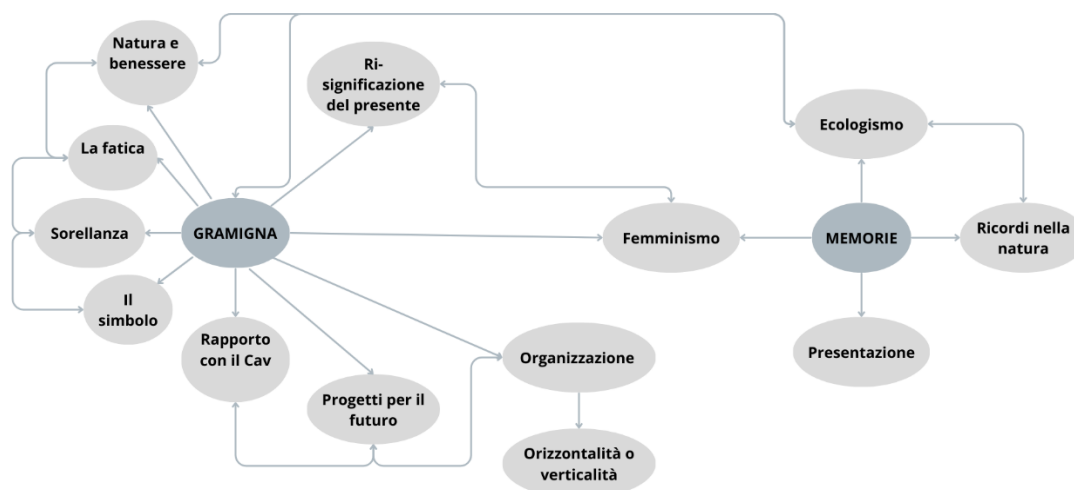 Natura e
benessere
Ri-
significazione
del presente
Ecologismo
La fatica
Sorellanza
GRAMIGNA
Femminismo
MEMORIE
Ricordi nella
natura
Il
simbolo
Rapporto
con il Cav
Organizzazione
Presentazione
Progetti per il
futuro
Orizzontalità o
verticalità